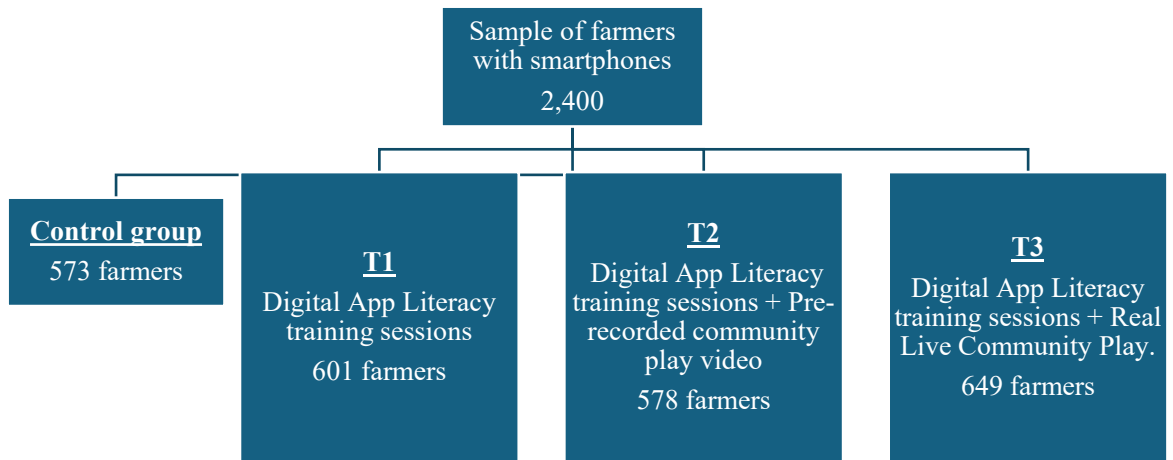 Sample of farmers
with smartphones
2,400
Control group
573 farmers
T1
Digital App Literacy
training sessions
601 farmers
T2
Digital App Literacy
training sessions + Pre-
recorded community
play video
578 farmers
T3
Digital App Literacy
training sessions + Real
Live Community Play.
649 farmers